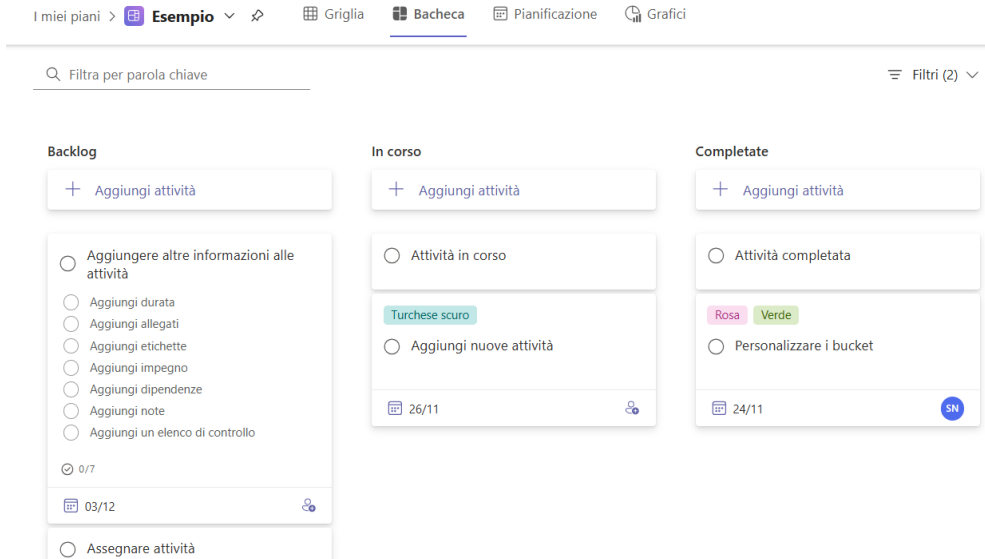 I miei piani > Esempio
Griglia
Bacheca
Pianificazione
Grafici
Filtra per parola chiave
Filtri (2)
Backlog
Aggiungi attività
Aggiungere altre informazioni alle
attività
Aggiungi durata
Aggiungi allegati
Aggiungi etichette
Aggiungi impegno
Aggiungi dipendenze
Aggiungi note
Aggiungi un elenco di controllo
0/7
03/12
Assegnare attività
In corso
Aggiungi attività
Attività in corso
Turchese scuro
Aggiungi nuove attività
26/11
Completate
Aggiungi attività
Attività completata
Rosa Verde
Personalizzare i bucket
24/11 SN